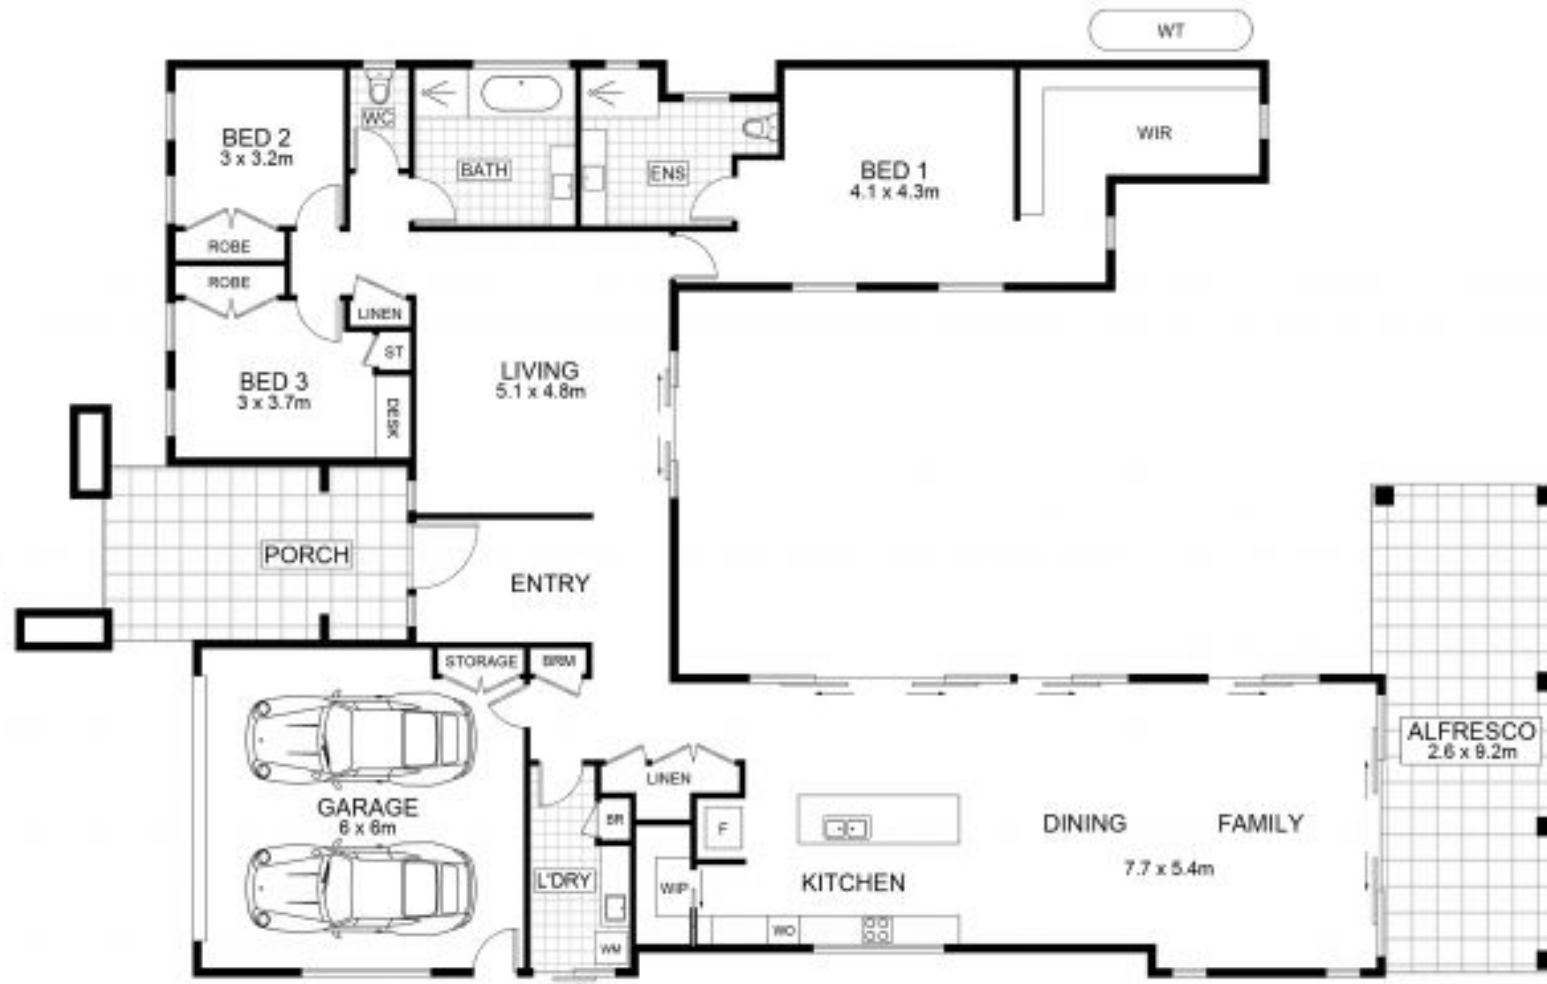 WT
BED 2
3 x 3.2m
WC
BATH
ENS
BED 1
4.1 x 4.3m
WIR
ROBE
ROBE
LINEN
ST
BED 3
3 x 3.7m
DESK
LIVING
5.1 x 4.8m
PORCH
ENTRY
STORAGE
BRM
GARAGE
6 x 6m
LINEN
BR
F
L'DRY
WIP
WM
WO
KITCHEN
DINING
FAMILY
7.7 x 5.4m
ALFRESCO
2.6 x 9.2m